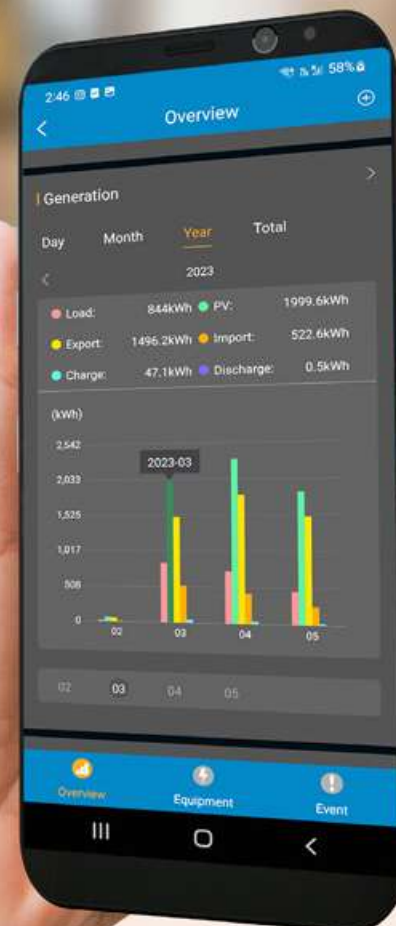 2:46 58%
Overview
Generation
Day Month Year Total
2023
Load: 844kWh PV: 1999.6kWh
Export: 1496.2kWh Import: 522.6kWh
Charge: 47.1kWh Discharge: 0.5kWh
(kWh)
2,542
2023-03
2,033
1,525
1,017
508
0
02 03 04 05
02 03 04 05
Overview Equipment Event